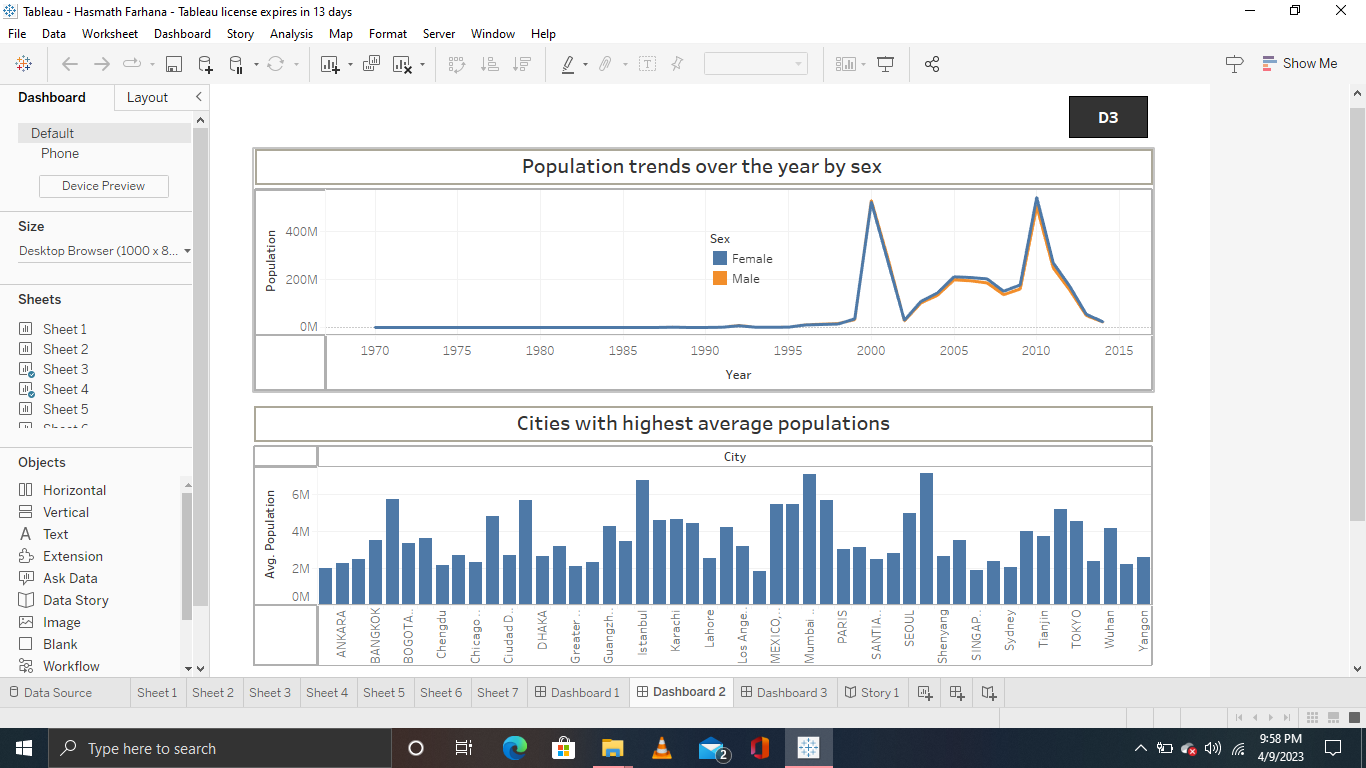 Tableau - Hasmath Farhana - Tableau license expires in 13 days
File Data Worksheet Dashboard Story Analysis Map Format Server Window Help
Show Me
Dashboard Layout
Default
Phone
Device Preview
Size
Desktop Browser (1000 x 8...
Sheets
Sheet 1
Sheet 2
Sheet 3
Sheet 4
Sheet 5
Objects
Horizontal
Vertical
Text
Extension
Ask Data
Data Story
Image
Blank
Workflow
D3
Population trends over the year by sex
Population
400M
200M
0M
Sex
Female
Male
1970 1975 1980 1985 1990 1995 2000 2005 2010 2015
Year
Cities with highest average populations
City
Avg. Population
6M
4M
2M
0M
ANKARA
BANGKOK
BOGOTA..
Chengdu
Chicago..
Ciudad D..
DHAKA
Greater ..
Guangzh..
Istanbul
Karachi
Lahore
Los Ange..
MEXICO,..
Mumbai ..
PARIS
SANTIA..
SEOUL
Shenyang
SINGAP..
Sydney
Tianjin
TOKYO
Wuhan
Yangon
Data Source Sheet 1 Sheet 2 Sheet 3 Sheet 4 Sheet 5 Sheet 6 Sheet 7 Dashboard 1 Dashboard 2 Dashboard 3 Story 1
Type here to search
2
9:58 PM
4/9/2023